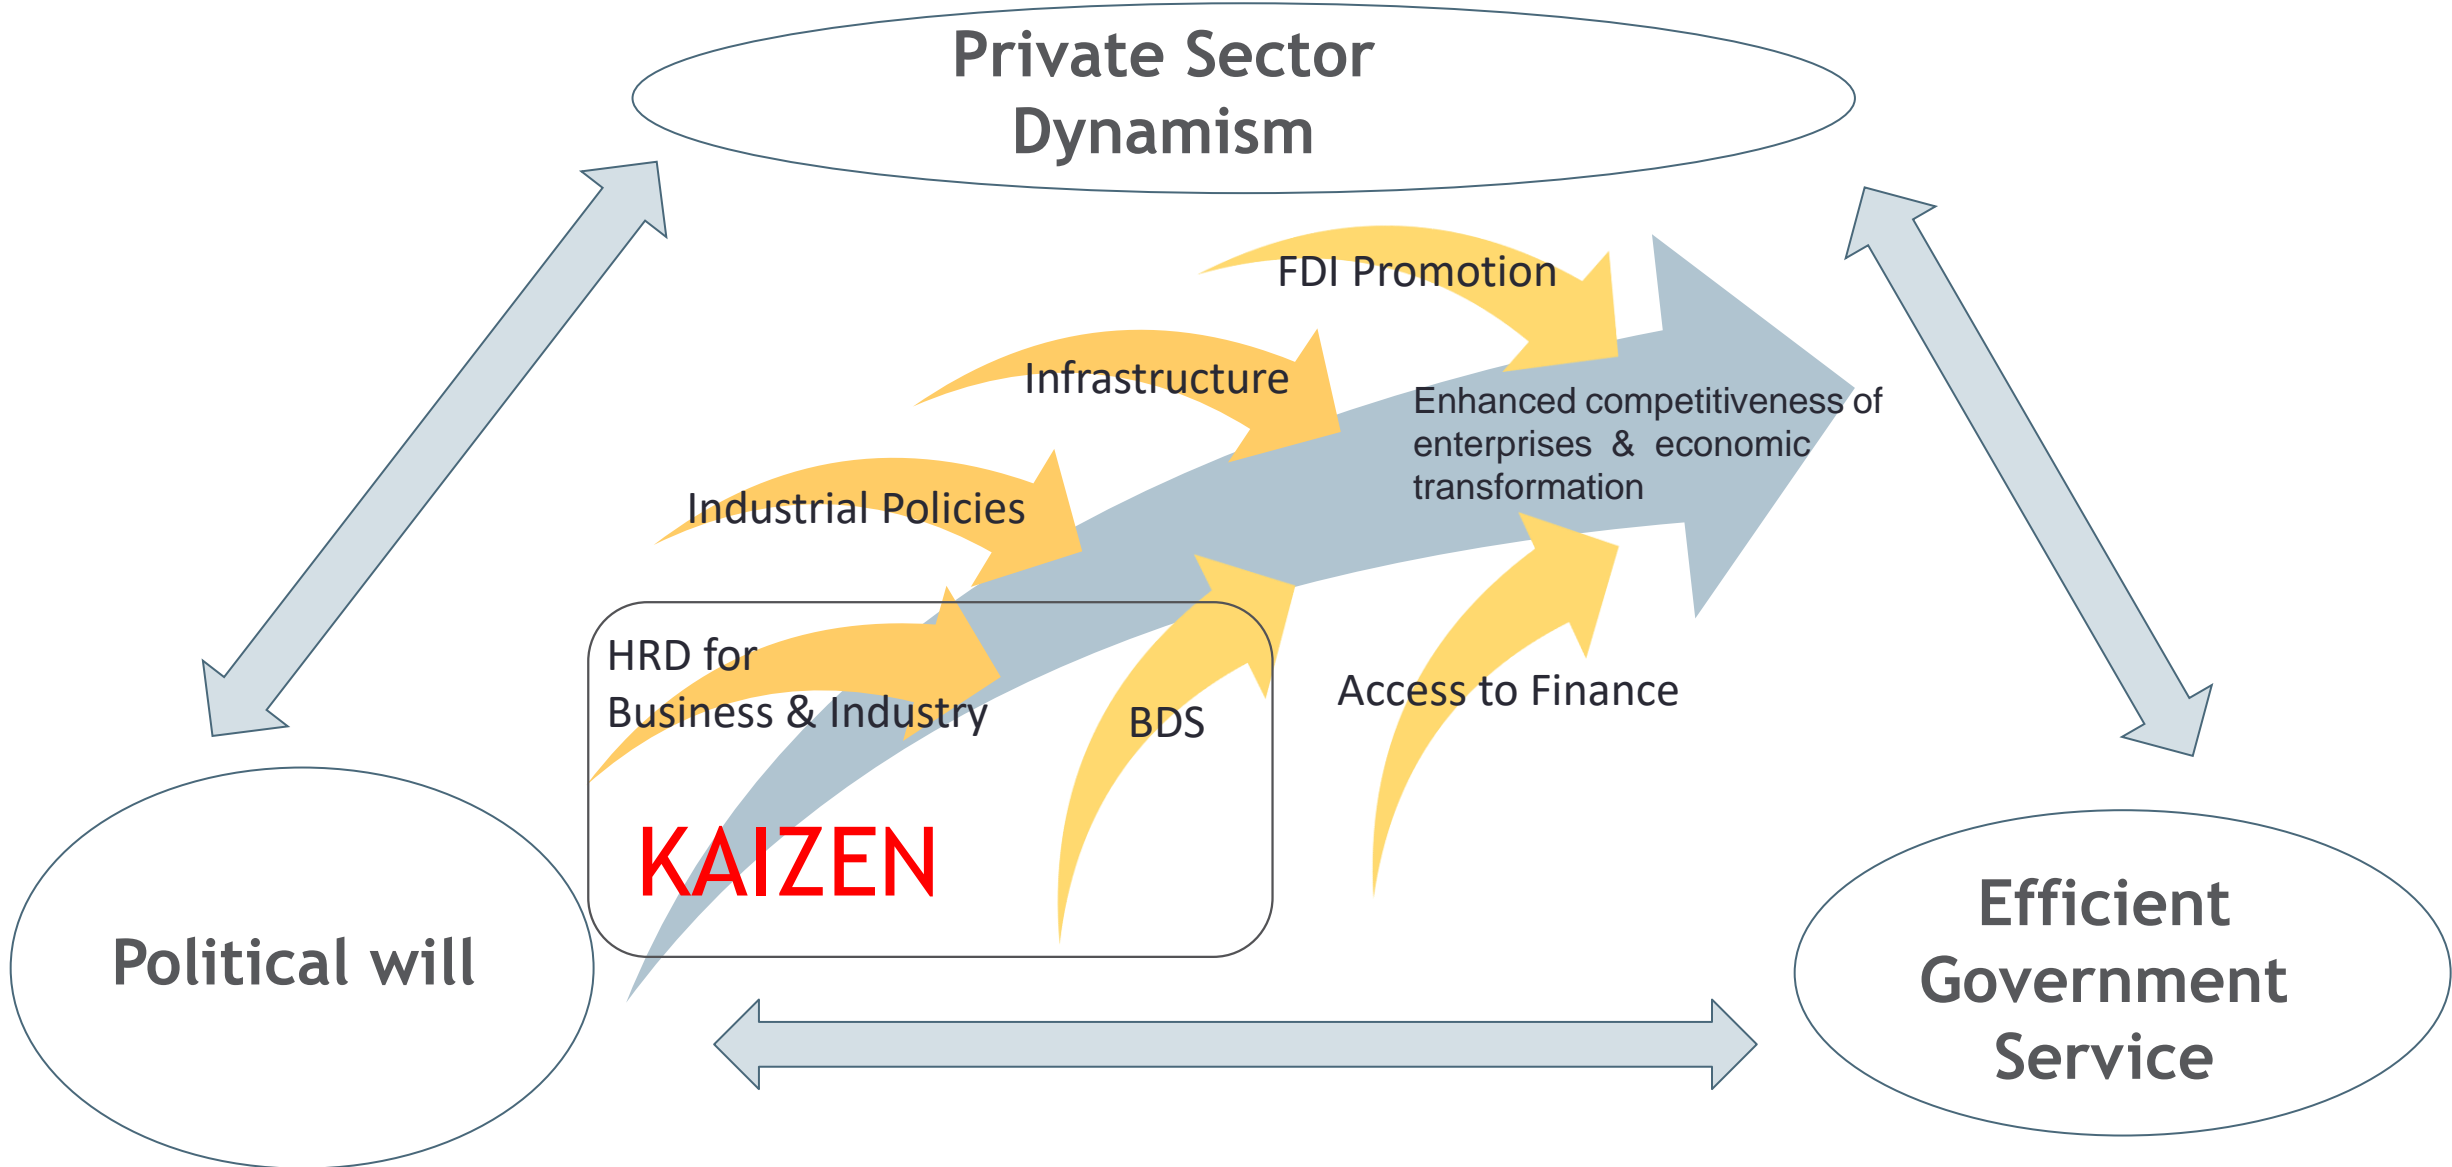 Private Sector
Dynamism
FDI Promotion
Infrastructure
Enhanced competitiveness of
enterprises & economic
transformation
Industrial Policies
HRD for
Business & Industry
BDS
Access to Finance
KAIZEN
Political will
Efficient
Government
Service